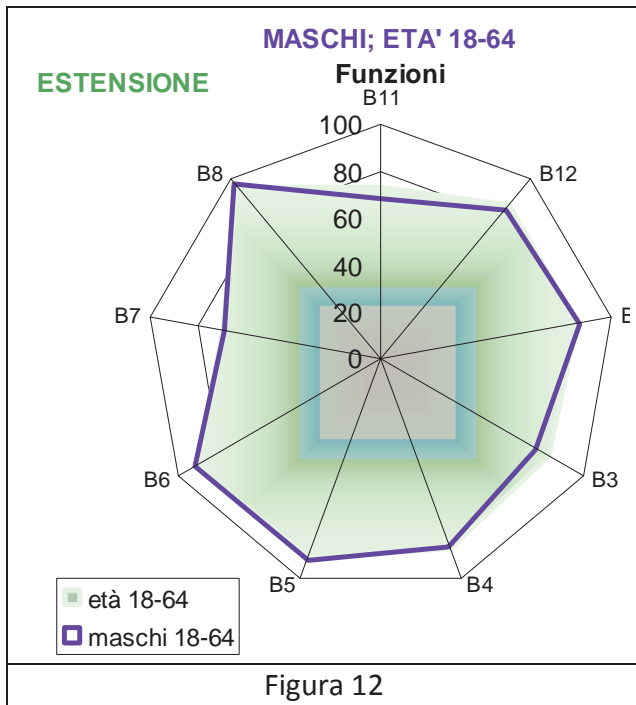 MASCHI; ETA' 18-64
ESTENSIONE
Funzioni
B11
100
B12
80
B8
60
40
B7
20
0
B6
B3
B5
B4
età 18-64
maschi 18-64
Figura 12